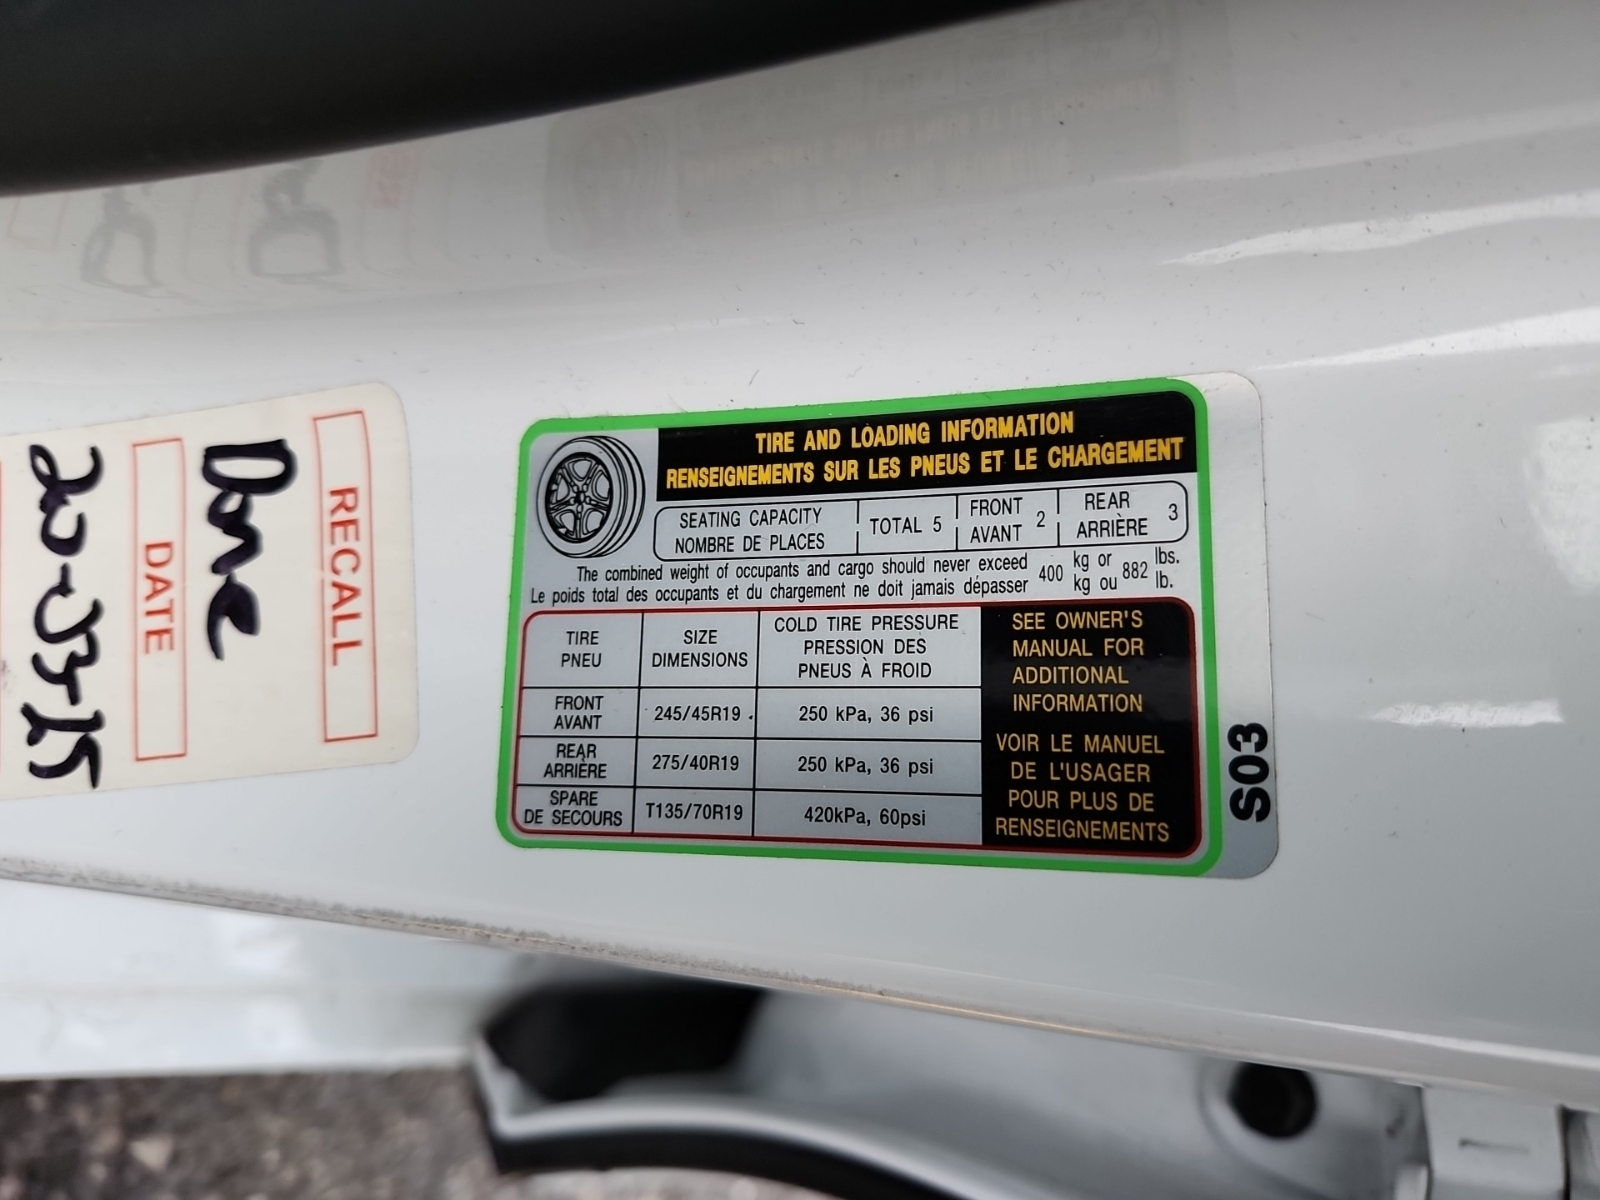 RECALL
Done
DATE
TIRE AND LOADING INFORMATION
RENSEIGNEMENTS SUR LES PNEUS ET LE CHARGEMENT
SEATING CAPACITY
NOMBRE DE PLACES
TOTAL 5
FRONT
AVANT
2
REAR
ARRIÈRE
3
The combined weight of occupants and cargo should never exceed 400 kg or 882 lbs.
Le poids total des occupants et du chargement ne doit jamais dépasser kg ou lb.
TIRE
PNEU
SIZE
DIMENSIONS
COLD TIRE PRESSURE
PRESSION DES
PNEUS À FROID
FRONT
AVANT
245/45R19
250 kPa, 36 psi
REAR
ARRIÈRE
275/40R19
250 kPa, 36 psi
SPARE
DE SECOURS
T135/70R19
420kPa, 60psi
SEE OWNER'S
MANUAL FOR
ADDITIONAL
INFORMATION
VOIR LE MANUEL
DE L'USAGER
POUR PLUS DE
RENSEIGNEMENTS
S03